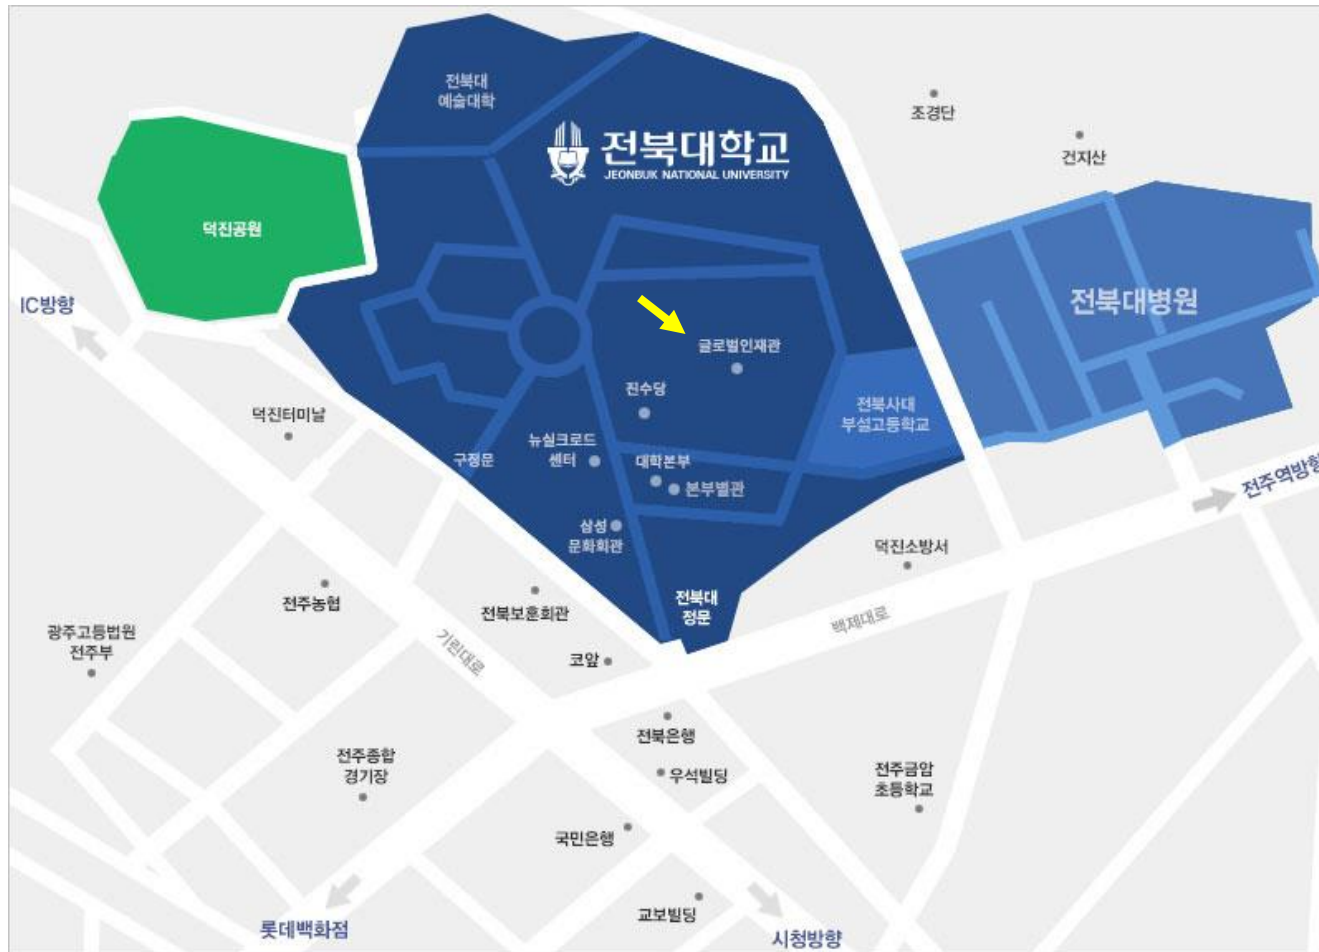 전북대
예술대학
전북대학교
JEONBUK NATIONAL UNIVERSITY
조경단
건지산
덕진공원
IC방향
전북대병원
글로벌인재관
진수당
전북사대
부설고등학교
덕진터미날
뉴실크로드
센터
구정문
대학본부
본부별관
전주역방향
삼성
문화회관
덕진소방서
전주농협
전북보훈회관
전북대
정문
백제대로
광주고등법원
전주부
기린대로
코앞
전북은행
전주종합
경기장
우석빌딩
전주금암
초등학교
국민은행
교보빌딩
롯데백화점
시청방향